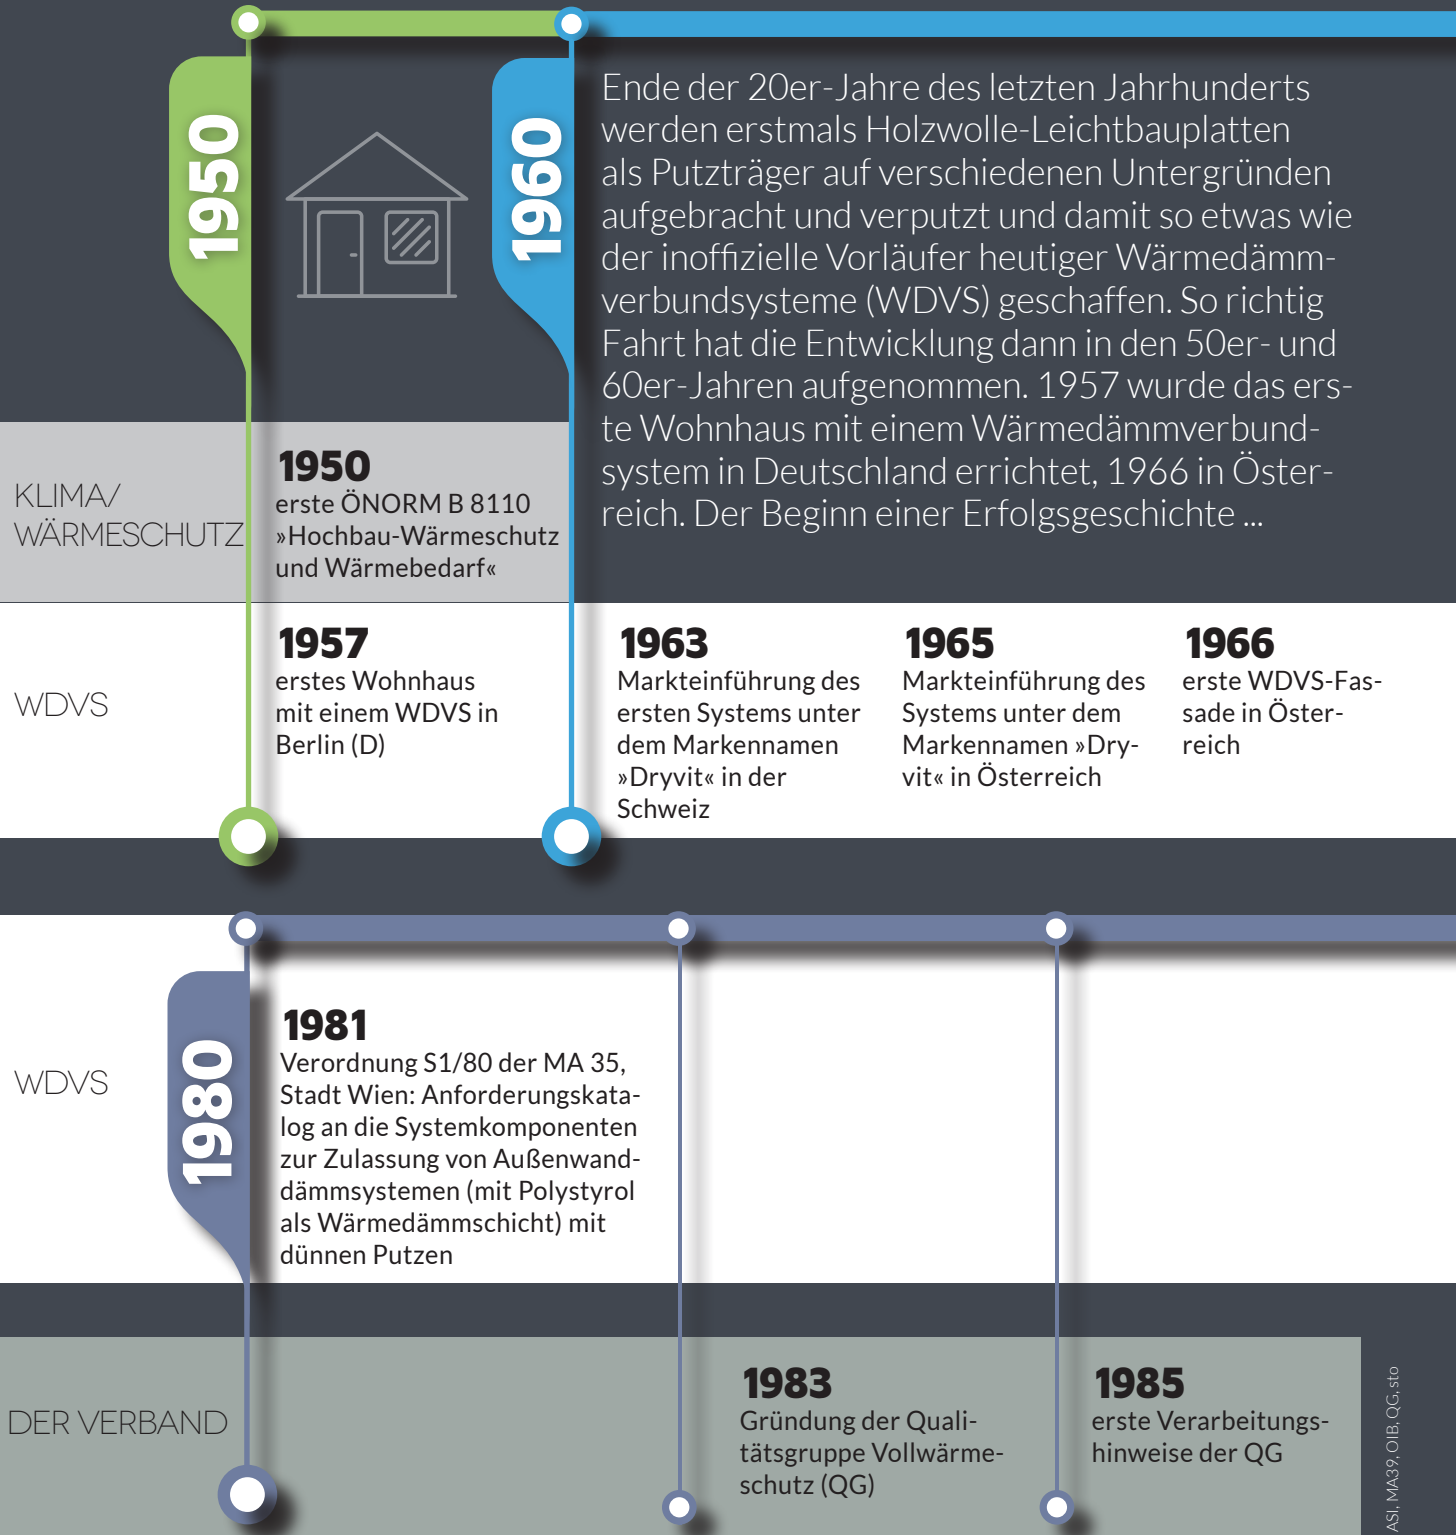 1950
1960
Ende der 20er-Jahre des letzten Jahrhunderts
werden erstmals Holzwolle-Leichtbauplatten
als Putzträger auf verschiedenen Untergründen
aufgebracht und verputzt und damit so etwas wie
der inoffizielle Vorläufer heutiger Wärmedämm-
verbundsysteme (WDVS) geschaffen. So richtig
Fahrt hat die Entwicklung dann in den 50er- und
60er-Jahren aufgenommen. 1957 wurde das ers-
te Wohnhaus mit einem Wärmedämmverbund-
system in Deutschland errichtet, 1966 in Öster-
reich. Der Beginn einer Erfolgsgeschichte ...
KLIMA/
WÄRMESCHUTZ
1950
erste ÖNORM B 8110
»Hochbau-Wärmeschutz
und Wärmebedarf«
WDVS
1957
erstes Wohnhaus
mit einem WDVS in
Berlin (D)
1963
Markteinführung des
ersten Systems unter
dem Markennamen
»Dryvit« in der
Schweiz
1965
Markteinführung des
Systems unter dem
Markennamen »Dry-
vit« in Österreich
1966
erste WDVS-Fas-
sade in Öster-
reich
1980
WDVS
1981
Verordnung S1/80 der MA 35,
Stadt Wien: Anforderungskata-
log an die Systemkomponenten
zur Zulassung von Außenwand-
dämmsystemen (mit Polystyrol
als Wärmedämmschicht) mit
dünnen Putzen
DER VERBAND
1983
Gründung der Quali-
tätsgruppe Vollwärme-
schutz (QG)
1985
erste Verarbeitungs-
hinweise der QG
ASI, MA39, OIB, QG, sto